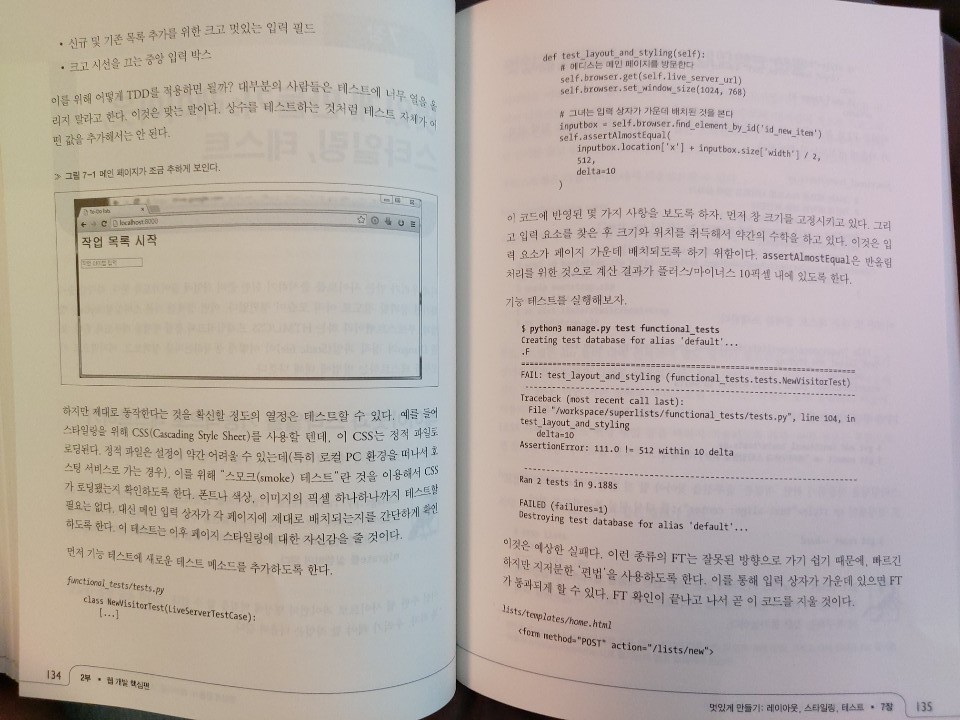 • 신규 및 기존 목록 추가를 위한 크고 멋있는 입력 필드
• 크고 시선을 끄는 중앙 입력 박스
이를 위해 어떻게 TDD를 적용하면 될까? 대부분의 사람들은 테스트에 너무 열을 올
리지 말라고 한다. 이것은 맞는 말이다. 상수를 테스트하는 것처럼 테스트 자체가 어
떤 값을 추가해서는 안 된다.
≫ 그림 7-1 메인 페이지가 조금 추하게 보인다.
To-Do lists
localhost:8000
작업 목록 시작
작업 아이템 입력
하지만 제대로 동작한다는 것을 확신할 정도의 열정은 테스트할 수 있다. 예를 들어
스타일링을 위해 CSS(Cascading Style Sheet)를 사용할 텐데, 이 CSS는 정적 파일로
로딩된다. 정적 파일은 설정이 약간 어려울 수 있는데(특히 로컬 PC 환경을 떠나서 호
스팅 서비스로 가는 경우), 이를 위해 “스모크(smoke) 테스트”란 것을 이용해서 CSS
가 로딩됐는지 확인하도록 한다. 폰트나 색상, 이미지의 픽셀 하나하나까지 테스트할
필요는 없다. 대신 메인 입력 상자가 각 페이지에 제대로 배치되는지를 간단하게 확인
하도록 한다. 이 테스트는 이후 페이지 스타일링에 대한 자신감을 줄 것이다.
먼저 기능 테스트에 새로운 테스트 메소드를 추가하도록 한다.
functional_tests/tests.py
class NewVisitorTest(LiveServerTestCase):
[...]
134 2부 • 웹 개발 핵심편
def test_layout_and_styling(self):
# 에디스는 메인 페이지를 방문한다
self.browser.get(self.live_server_url)
self.browser.set_window_size(1024, 768)
# 그녀는 입력 상자가 가운데 배치된 것을 본다
inputbox = self.browser.find_element_by_id('id_new_item')
self.assertAlmostEqual(
inputbox.location['x'] + inputbox.size['width'] / 2,
512,
delta=10
)
이 코드에 반영된 몇 가지 사항을 보도록 하자. 먼저 창 크기를 고정시키고 있다. 그리
고 입력 요소를 찾은 후 크기와 위치를 취득해서 약간의 수학을 하고 있다. 이것은 입
력 요소가 페이지 가운데 배치되도록 하기 위함이다. assertAlmostEqual은 반올림
처리를 위한 것으로 계산 결과가 플러스/마이너스 10픽셀 내에 있도록 한다.
기능 테스트를 실행해보자.
$ python3 manage.py test functional_tests
Creating test database for alias 'default'...
.F
======================================================================
FAIL: test_layout_and_styling (functional_tests.tests.NewVisitorTest)
----------------------------------------------------------------------
Traceback (most recent call last):
File "/workspace/superlists/functional_tests/tests.py", line 104, in
test_layout_and_styling
delta=10
AssertionError: 111.0 != 512 within 10 delta
----------------------------------------------------------------------
Ran 2 tests in 9.188s
FAILED (failures=1)
Destroying test database for alias 'default'...
이것은 예상한 실패다. 이런 종류의 FT는 잘못된 방향으로 가기 쉽기 때문에, 빠르긴
하지만 지저분한 ‘편법’을 사용하도록 한다. 이를 통해 입력 상자가 가운데 있으면 FT
가 통과되게 할 수 있다. FT 확인이 끝나고 나서 곧 이 코드를 지울 것이다.
lists/templates/home.html
<form method="POST" action="/lists/new">
멋있게 만들기: 레이아웃, 스타일링, 테스트 • 7장 135